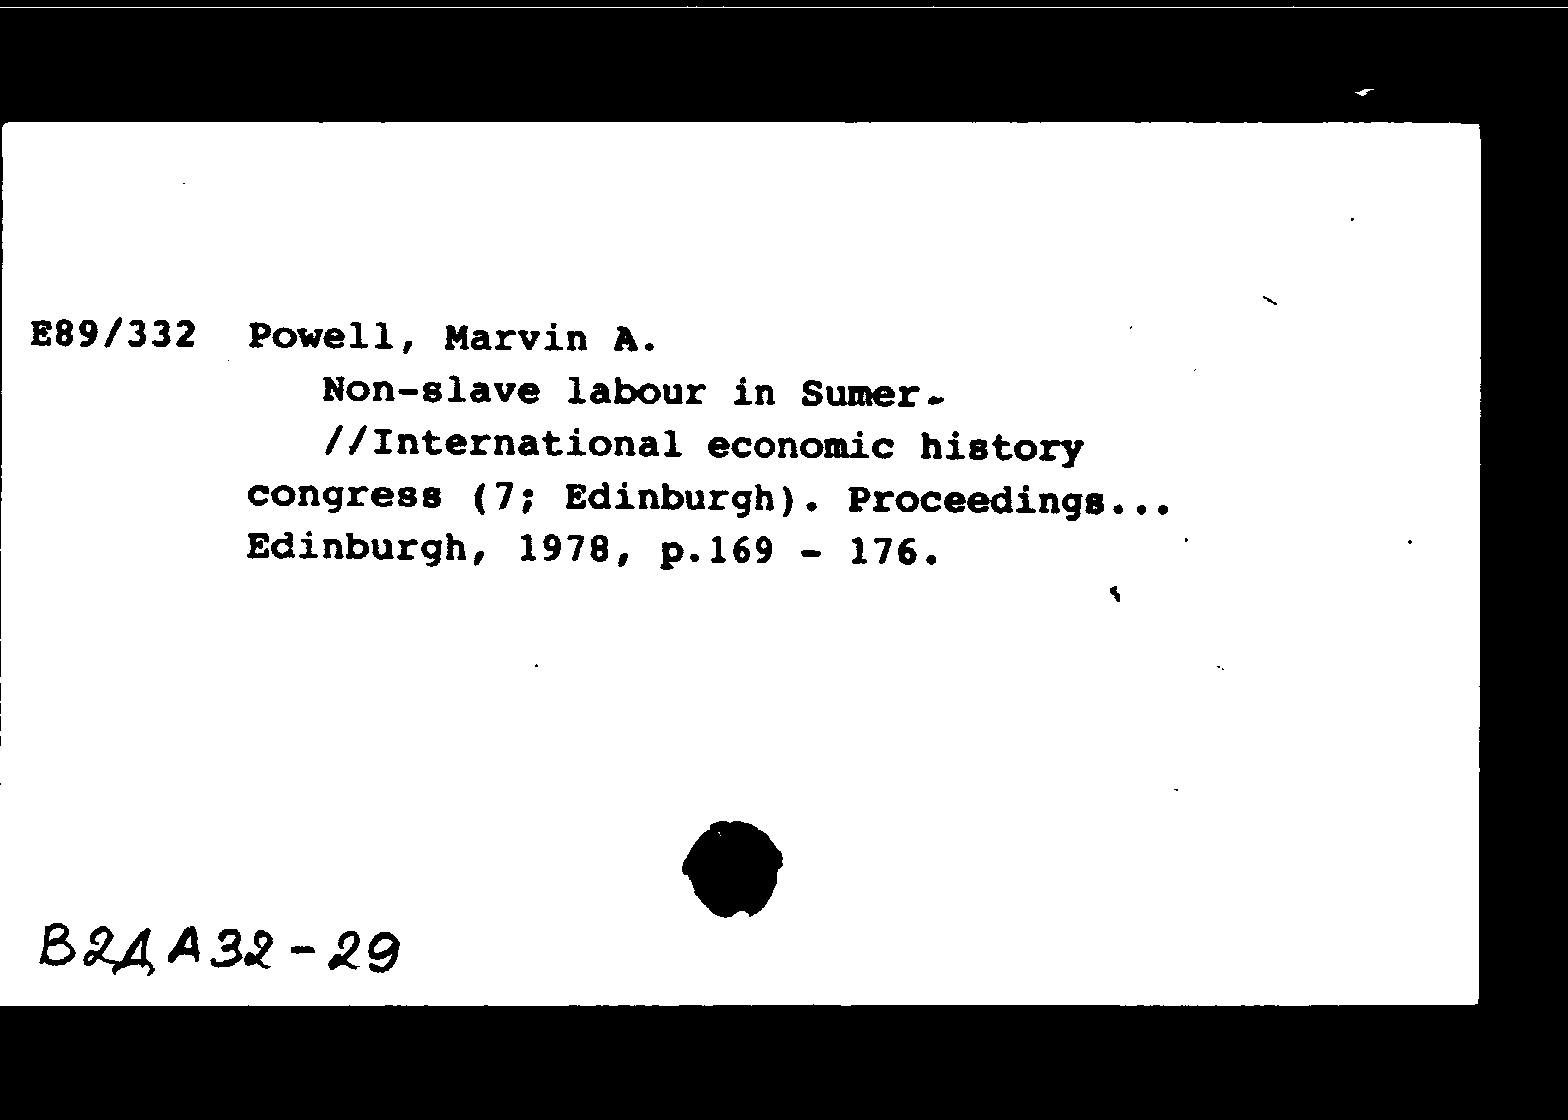 E89/332 Powell, Marvin A.
Non-slave labour in Sumer.
//International economic history
congress (7; Edinburgh). Proceedings...
Edinburgh, 1978, p.169 - 176.
В2Д А32-29